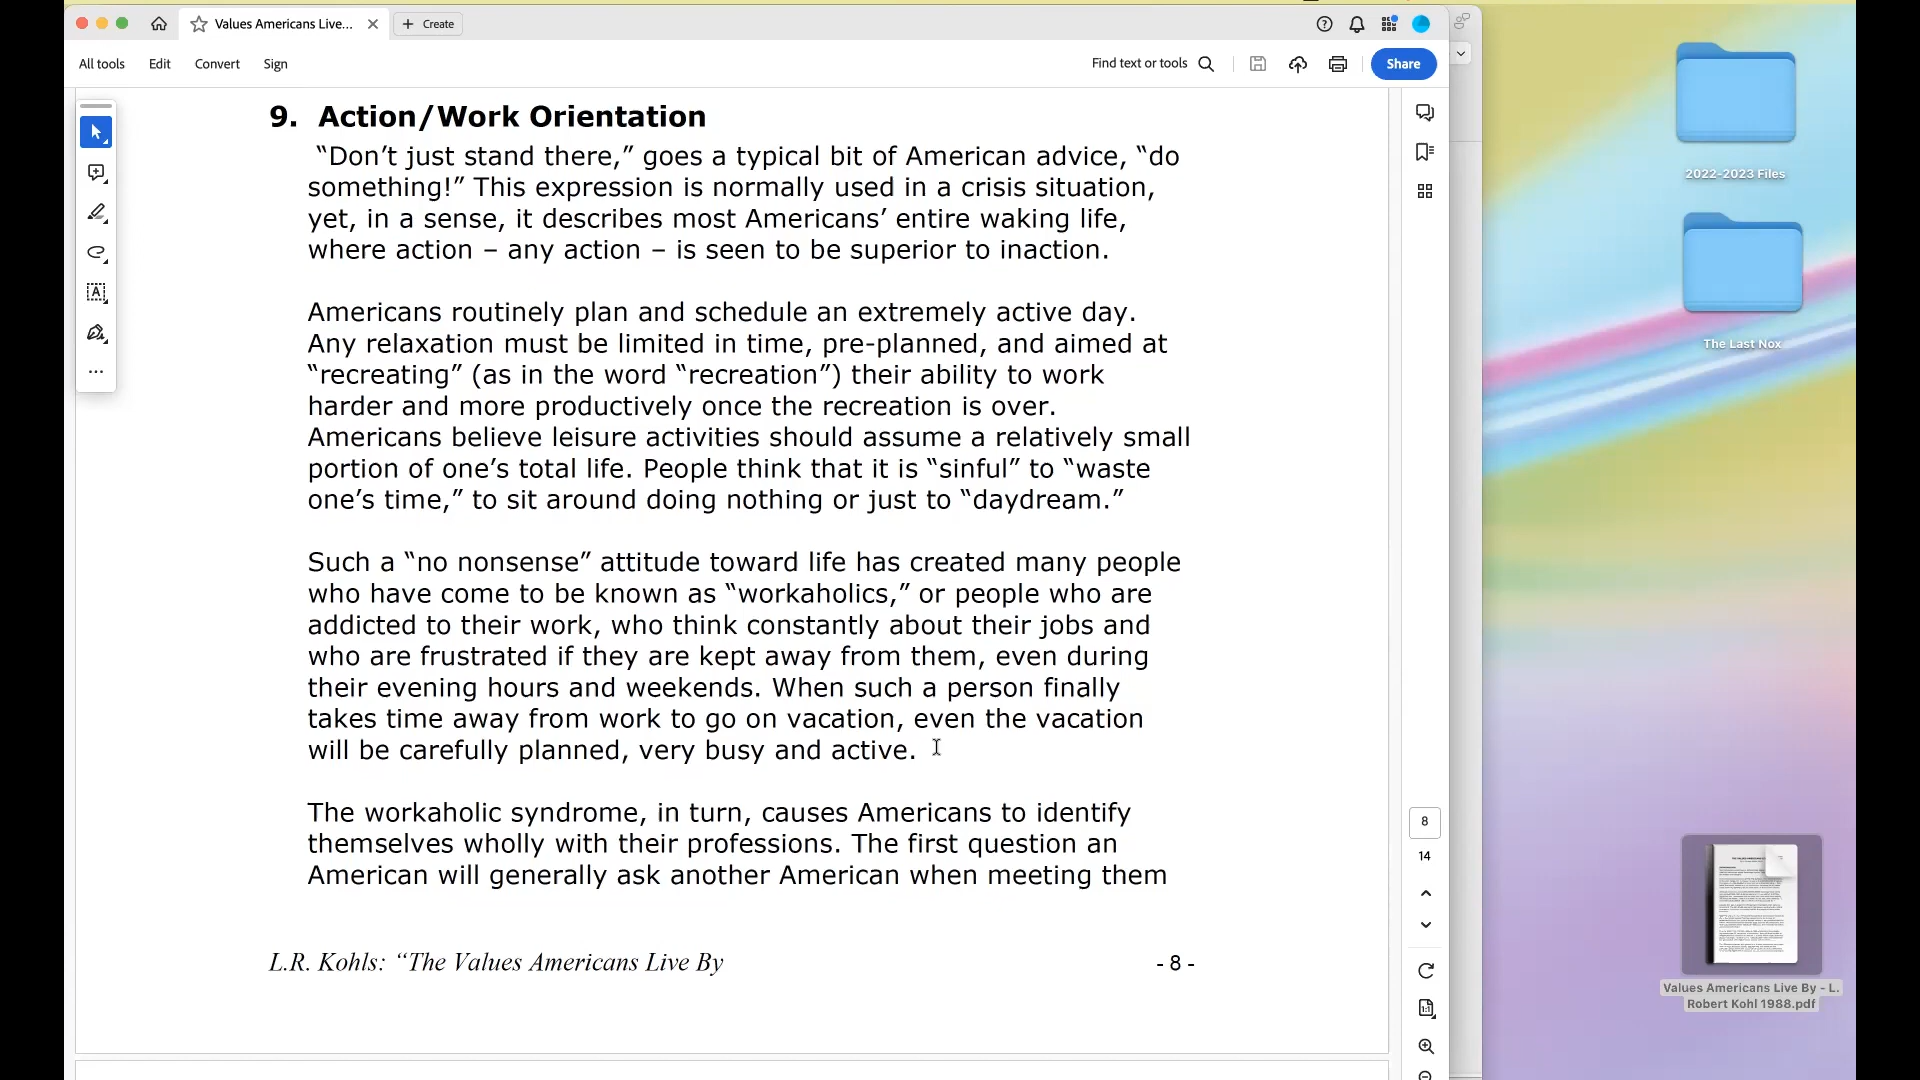 Values Americans Live...
Create
All tools
Edit
Convert
Sign
Find text or tools
Share
9. Action/Work Orientation
“Don’t just stand there,” goes a typical bit of American advice, “do
something!” This expression is normally used in a crisis situation,
yet, in a sense, it describes most Americans’ entire waking life,
where action – any action – is seen to be superior to inaction.
Americans routinely plan and schedule an extremely active day.
Any relaxation must be limited in time, pre-planned, and aimed at
“recreating” (as in the word “recreation”) their ability to work
harder and more productively once the recreation is over.
Americans believe leisure activities should assume a relatively small
portion of one’s total life. People think that it is “sinful” to “waste
one’s time,” to sit around doing nothing or just to “daydream.”
Such a “no nonsense” attitude toward life has created many people
who have come to be known as “workaholics,” or people who are
addicted to their work, who think constantly about their jobs and
who are frustrated if they are kept away from them, even during
their evening hours and weekends. When such a person finally
takes time away from work to go on vacation, even the vacation
will be carefully planned, very busy and active.
The workaholic syndrome, in turn, causes Americans to identify
themselves wholly with their professions. The first question an
American will generally ask another American when meeting them
L.R. Kohls: “The Values Americans Live By
- 8 -
8
14
2022-2023 Files
The Last Nox
Values Americans Live By - L.
Robert Kohl 1988.pdf